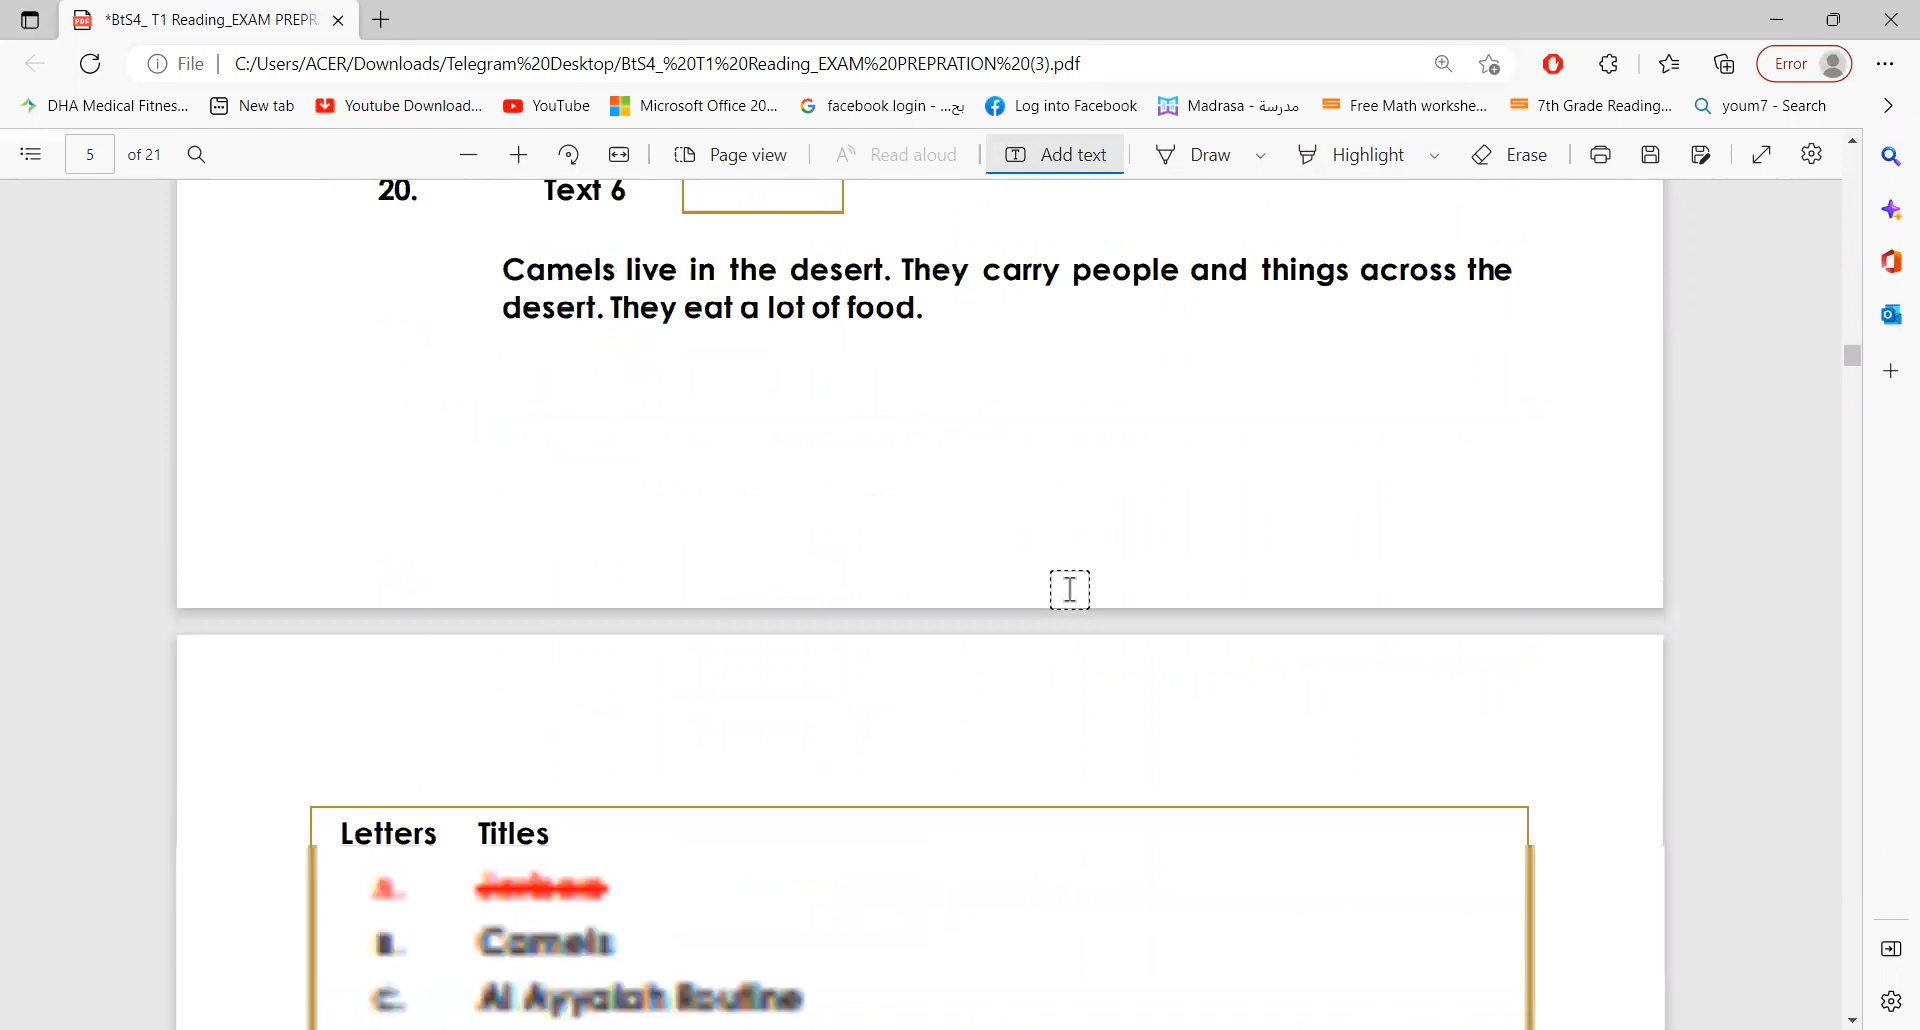 *BtS4_ T1 Reading_EXAM PREPR
File
C:/Users/ACER/Downloads/Telegram%20Desktop/BtS4_%20T1%20Reading_EXAM%20PREPRATION%20(3).pdf
Error
DHA Medical Fitnes...
New tab
Youtube Download...
YouTube
Microsoft Office 20...
facebook login - ...بح
Log into Facebook
Madrasa - مدرسة
Free Math workshe...
7th Grade Reading...
youm7 - Search
5 of 21
Page view
Read aloud
Add text
Draw
Highlight
Erase
20. Text 6
Camels live in the desert. They carry people and things across the
desert. They eat a lot of food.
Letters Titles
A.
B. Camels
C. Al Ayyalah Routine